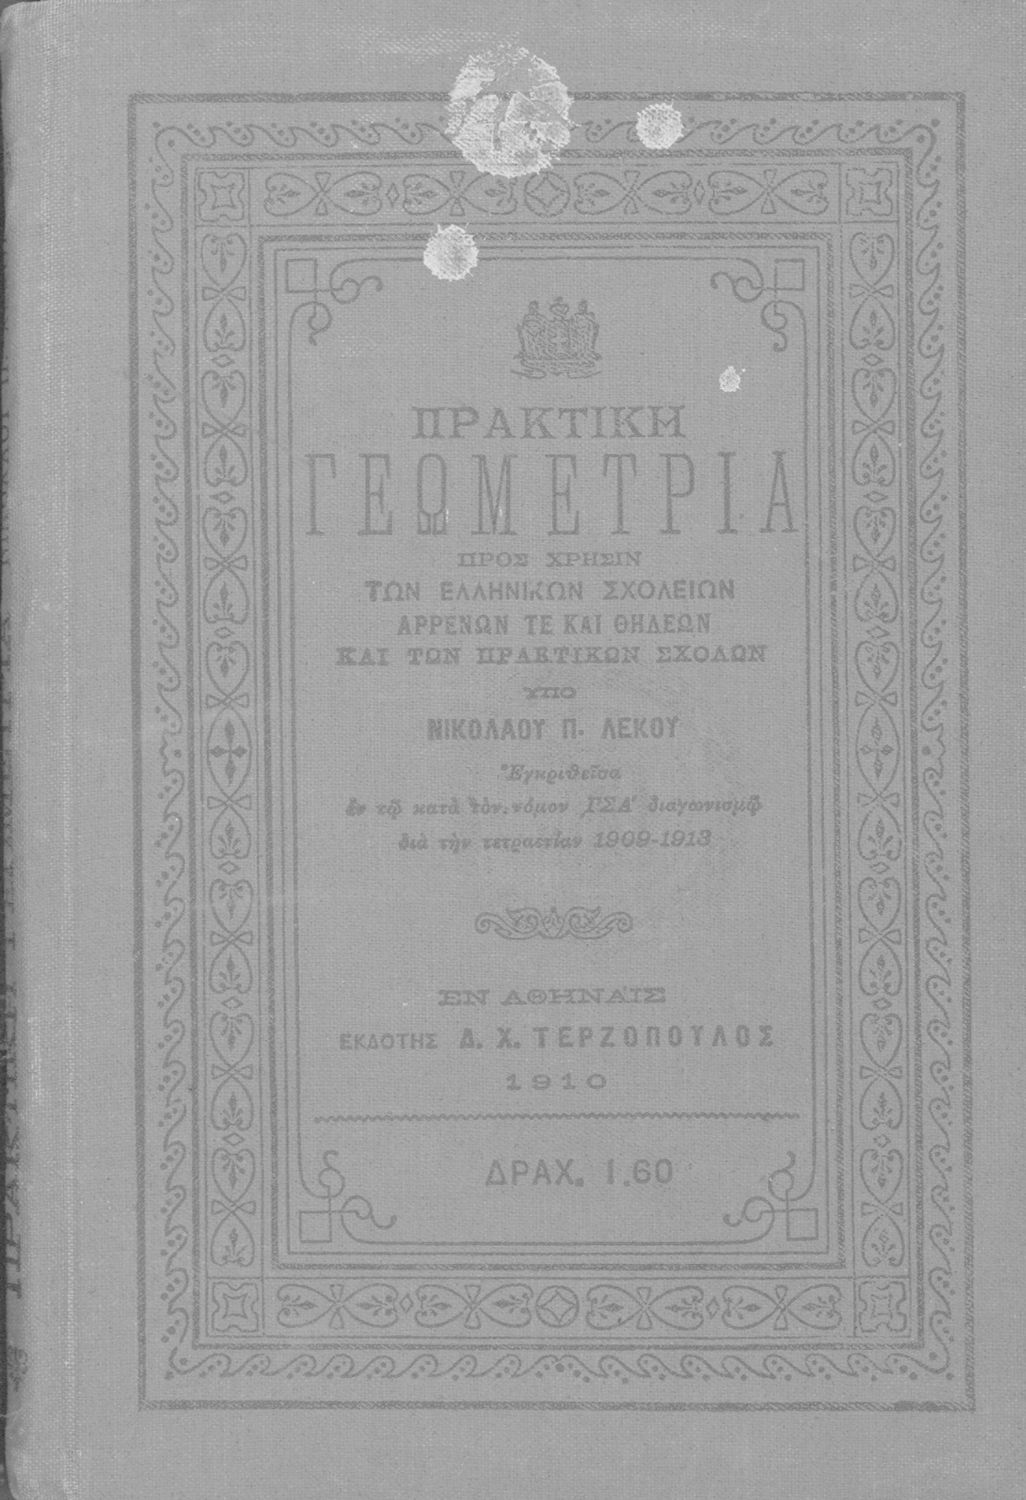 ΠΡΑΚΤΙΚΗ
ΓΕΩΜΕΤΡΙΑ
ΠΡΟΣ ΧΡΗΣΙΝ
ΤΩΝ ΕΛΛΗΝΙΚΩΝ ΣΧΟΛΕΙΩΝ
ΑΡΡΕΝΩΝ ΤΕ ΚΑΙ ΘΗΛΕΩΝ
ΚΑΙ ΤΩΝ ΠΡΑΚΤΙΚΩΝ ΣΧΟΛΩΝ
ΥΠΟ
ΝΙΚΟΛΑΟΥ Π. ΛΕΚΟΥ
Ἐγκριθεῖσα
ἐν τῷ κατὰ τὸν νόμον ͵ΓΣΑʹ διαγωνισμῷ
διὰ τὴν τετραετίαν 1909-1913
ΕΝ ΑΘΗΝΑΙΣ
ΕΚΔΟΤΗΣ Δ. Χ. ΤΕΡΖΟΠΟΥΛΟΣ
1910
ΔΡΑΧ. 1.60